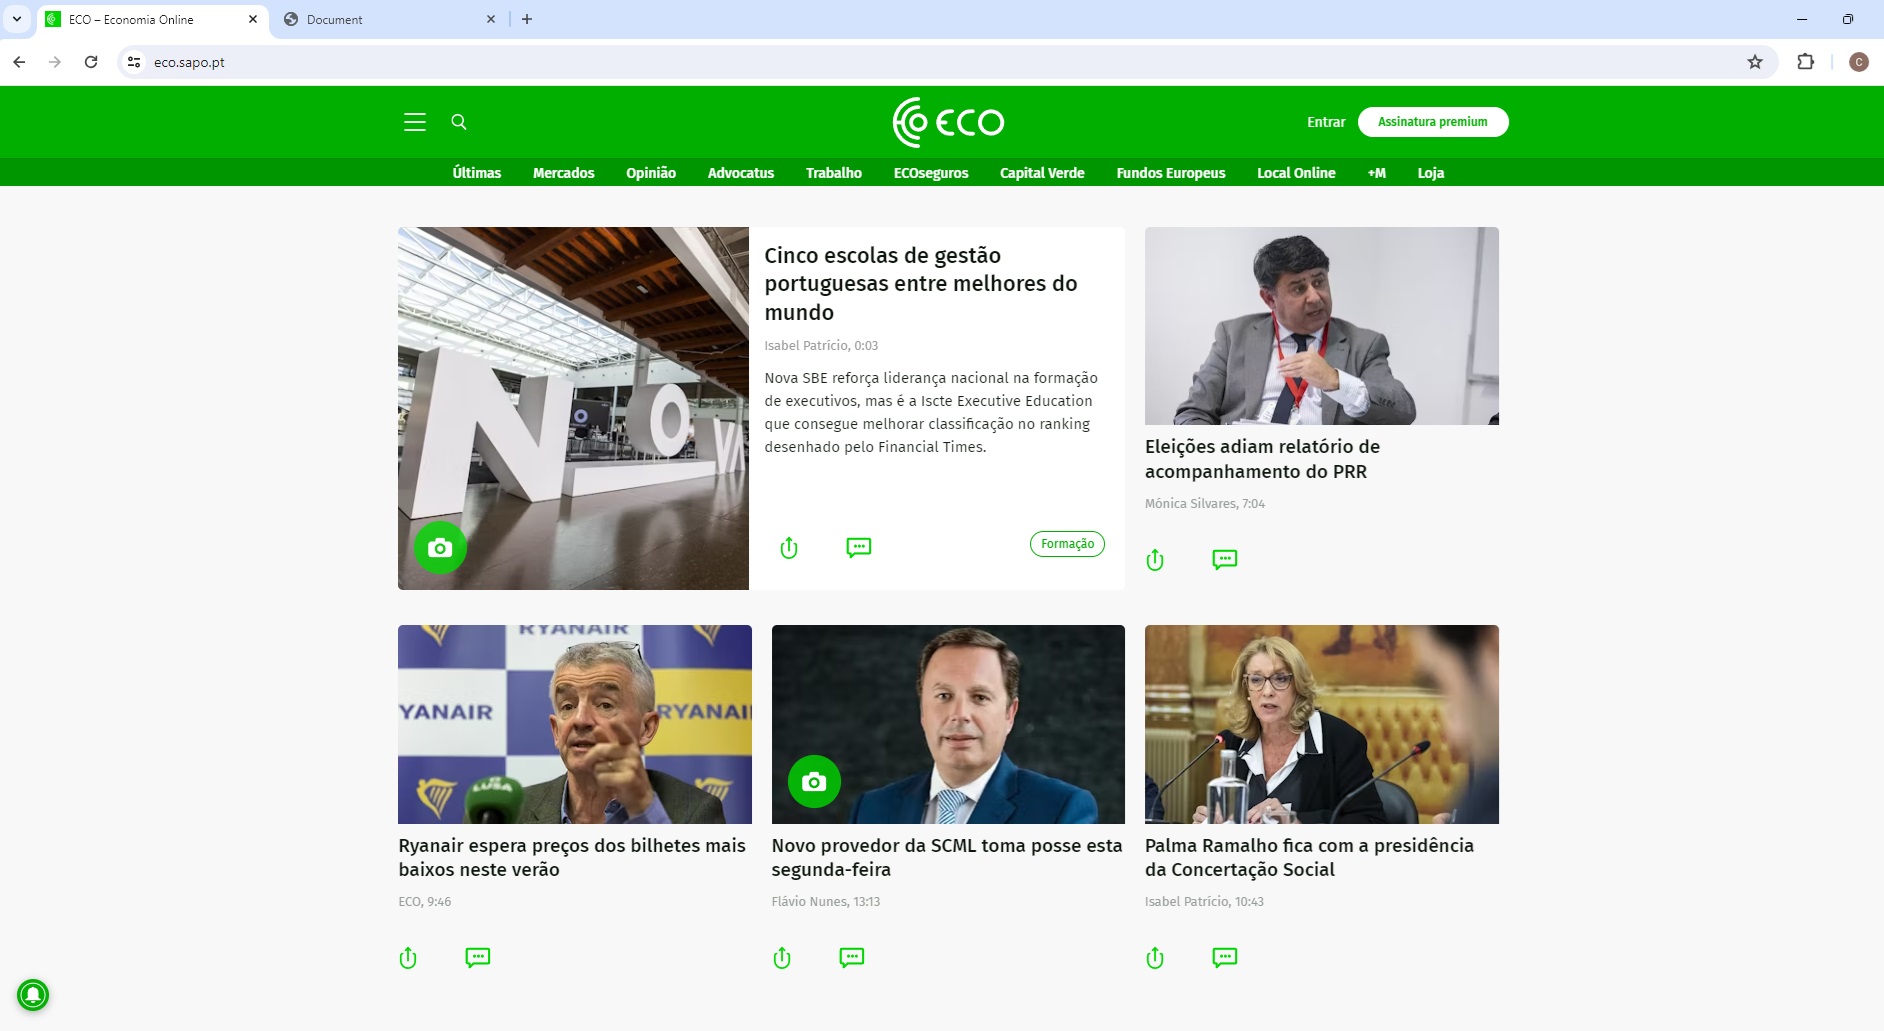 ECO – Economia Online
Document
eco.sapo.pt
C
ECO
Entrar
Assinatura premium
Últimas
Mercados
Opinião
Advocatus
Trabalho
ECOseguros
Capital Verde
Fundos Europeus
Local Online
+M
Loja
NOVA
Cinco escolas de gestão
portuguesas entre melhores do
mundo
Isabel Patrício, 0:03
Nova SBE reforça liderança nacional na formação
de executivos, mas é a Iscte Executive Education
que consegue melhorar classificação no ranking
desenhado pelo Financial Times.
Formação
Eleições adiam relatório de
acompanhamento do PRR
Mónica Silvares, 7:04
RYANAIR
YANAIR
RYANAI
LUSA
Ryanair espera preços dos bilhetes mais
baixos neste verão
ECO, 9:46
Novo provedor da SCML toma posse esta
segunda-feira
Flávio Nunes, 13:13
Palma Ramalho fica com a presidência
da Concertação Social
Isabel Patrício, 10:43